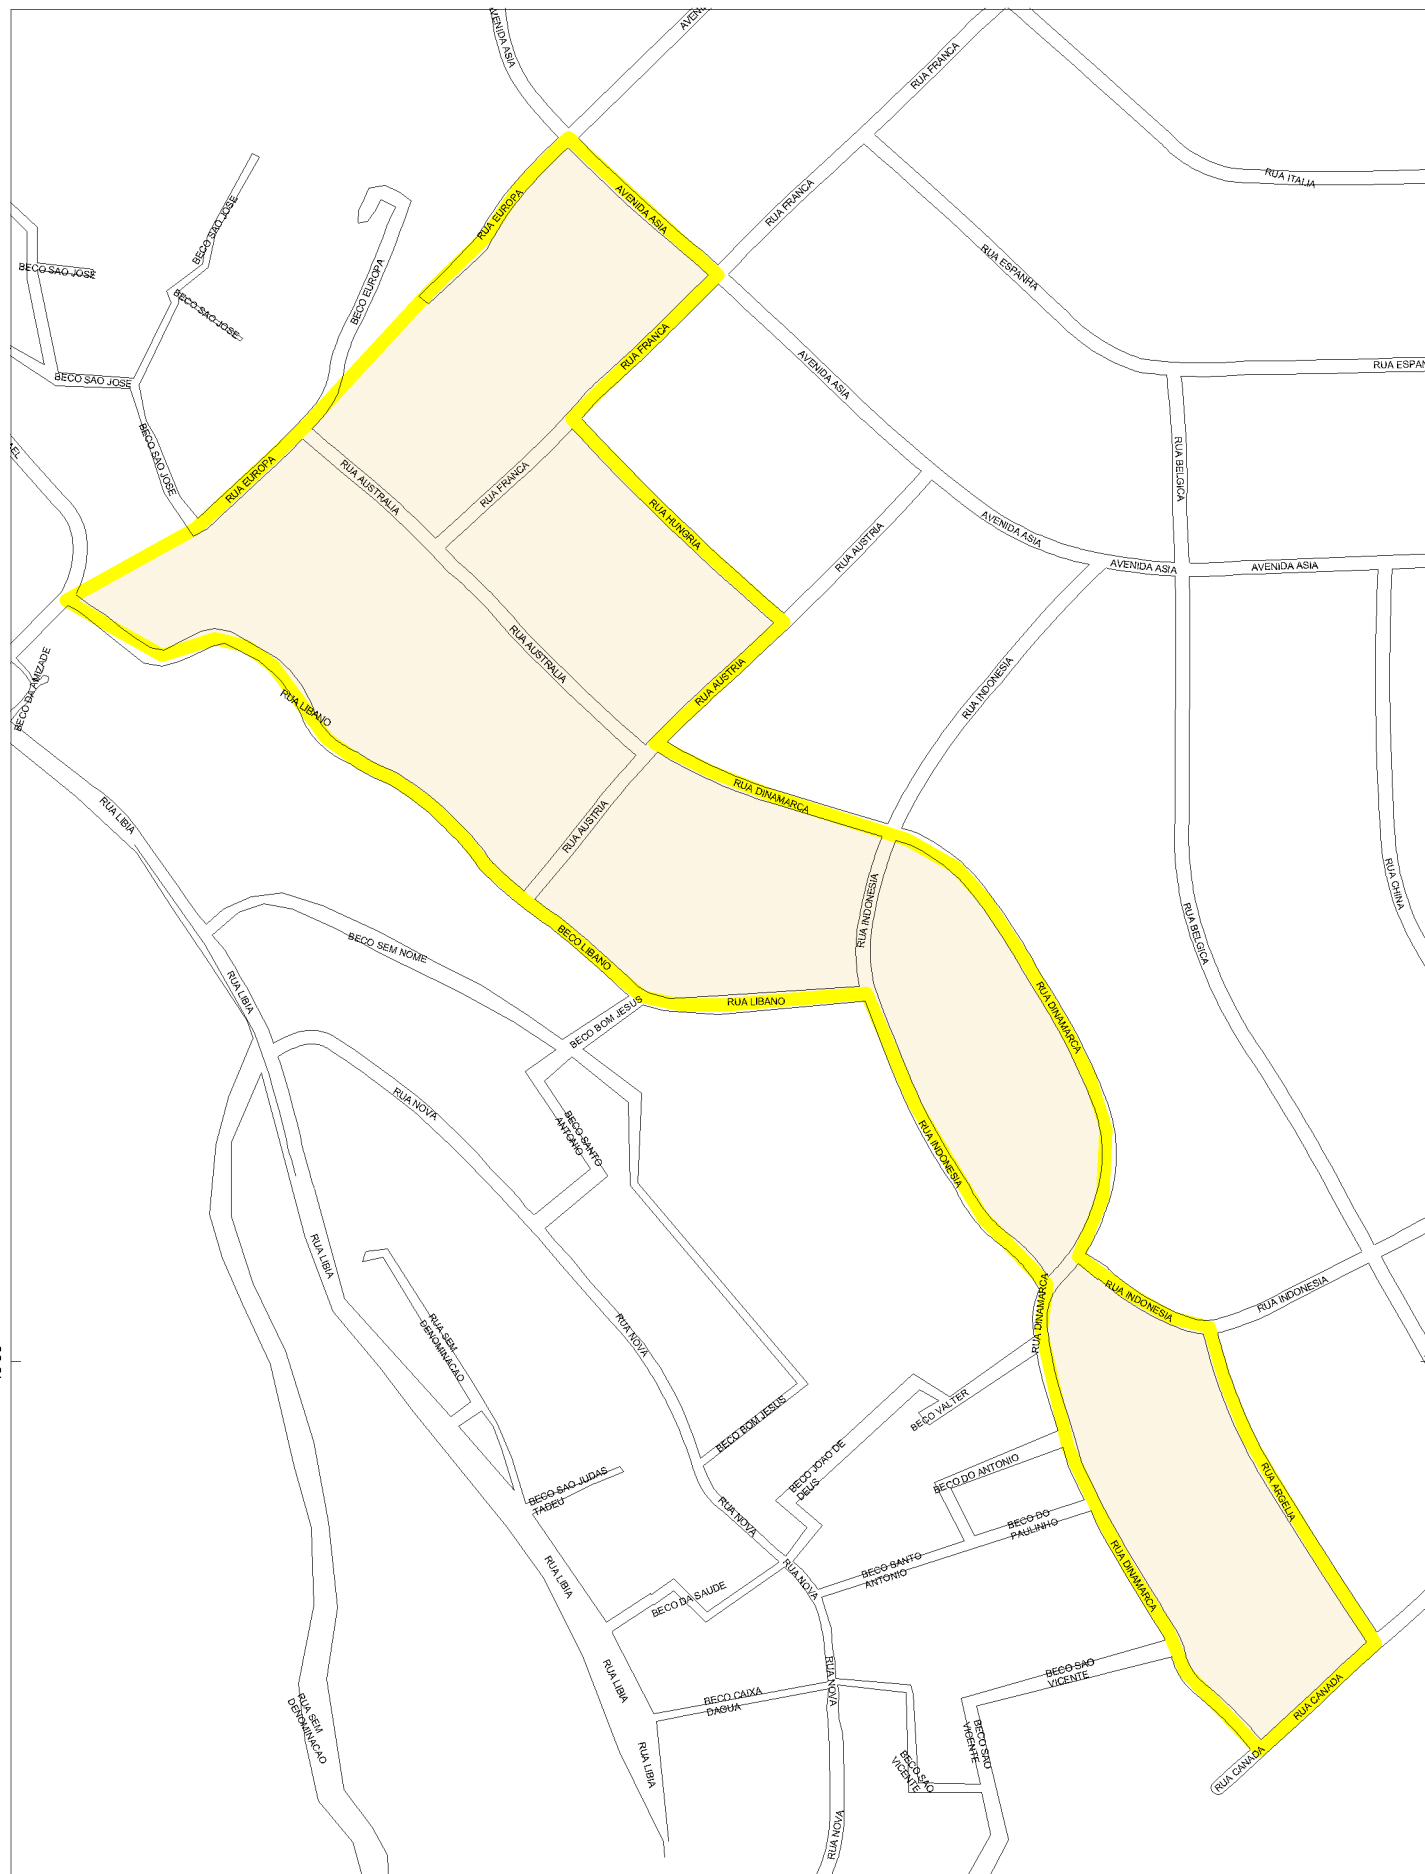 AVENIDA ASIA
RUA FRANCA
RUA ITALIA
RUA EUROPA
AVENIDA ASIA
RUA FRANCA
BECO SAO JOSE
BECO SAO JOSE
BECO EUROPA
RUA ESPANHA
BECO SAO JOSE
RUA FRANCA
AVENIDA ASIA
RUA ESPAN
BECO SAO JOSE
BECO SAO JOSE
RUA EUROPA
RUA AUSTRALIA
RUA FRANCA
RUA HUNGRIA
RUA BELGICA
RUA AUSTRIA
AVENIDA ASIA
AVENIDA ASIA
AVENIDA ASIA
BECO DA AMIZADE
RUA LIBANO
RUA AUSTRALIA
RUA AUSTRIA
RUA INDONESIA
RUA LIBIA
RUA AUSTRIA
RUA DINAMARCA
RUA CHINA
BECO SEM NOME
BECO LIBANO
RUA INDONESIA
RUA BELGICA
RUA LIBIA
BECO BOM JESUS
RUA LIBANO
RUA DINAMARCA
RUA NOVA
BECO SANTO
ANTONIO
RUA INDONESIA
RUA LIBIA
RUA DINAMARCA
RUA INDONESIA
RUA INDONESIA
RUA SEM
DENOMINACAO
RUA NOVA
BECO BOM JESUS
BECO VALTER
BECO JOAO DE
DEUS
BECO DO ANTONIO
RUA ARGELIA
BECO SAO JUDAS
TADEU
RUA NOVA
BECO DO
PAULINHO
RUA LIBIA
RUA NOVA
BECO SANTO
ANTONIO
RUA DINAMARCA
BECO DA SAUDE
RUA LIBIA
RUA NOVA
BECO SAO
VICENTE
RUA SEM
DENOMINACAO
BECO CAIXA
DAGUA
RUA CANADA
RUA LIBIA
BECO SAO
VICENTE
BECO SAO
VICENTE
RUA CANADA
RUA NOVA